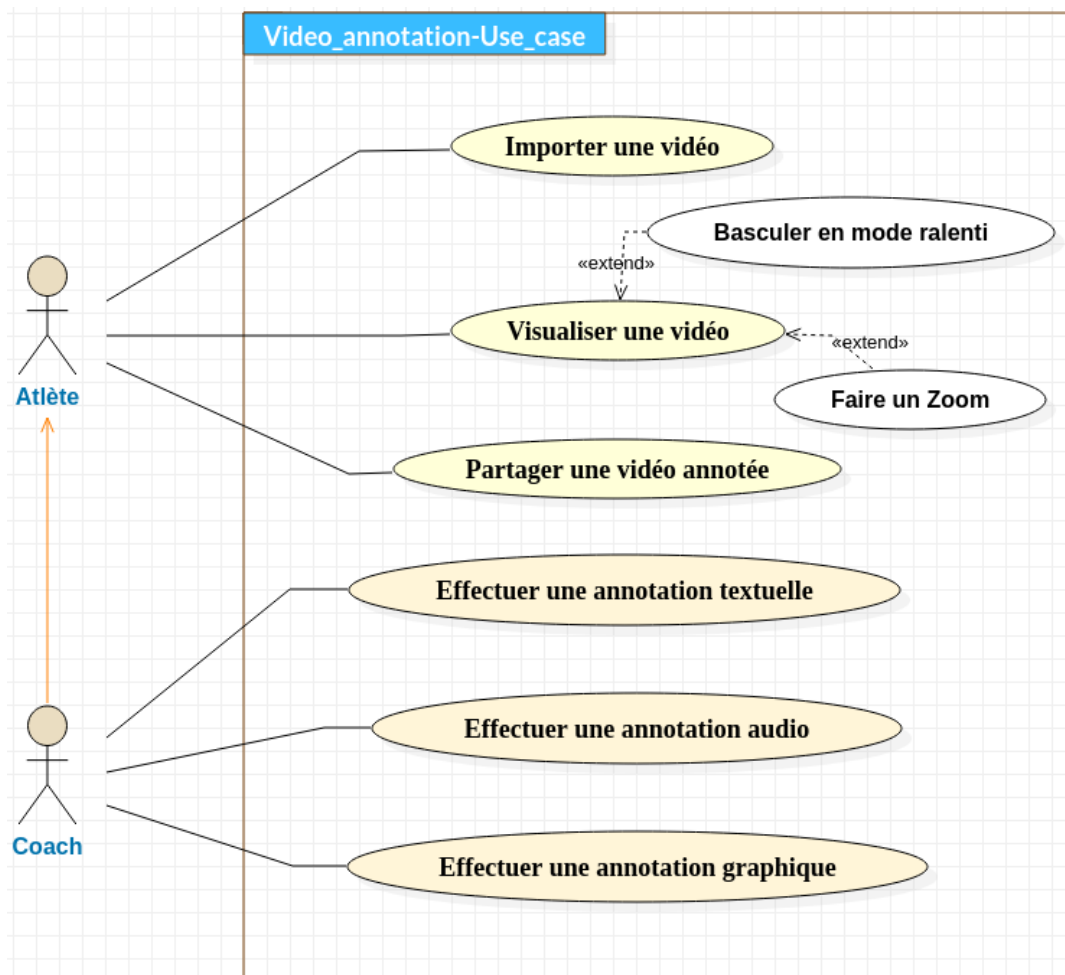 Video_annotation-Use_case
Importer une vidéo
Basculer en mode ralenti
«extend»
Visualiser une vidéo
«extend»
Faire un Zoom
Atlète
Partager une vidéo annotée
Effectuer une annotation textuelle
Effectuer une annotation audio
Coach
Effectuer une annotation graphique